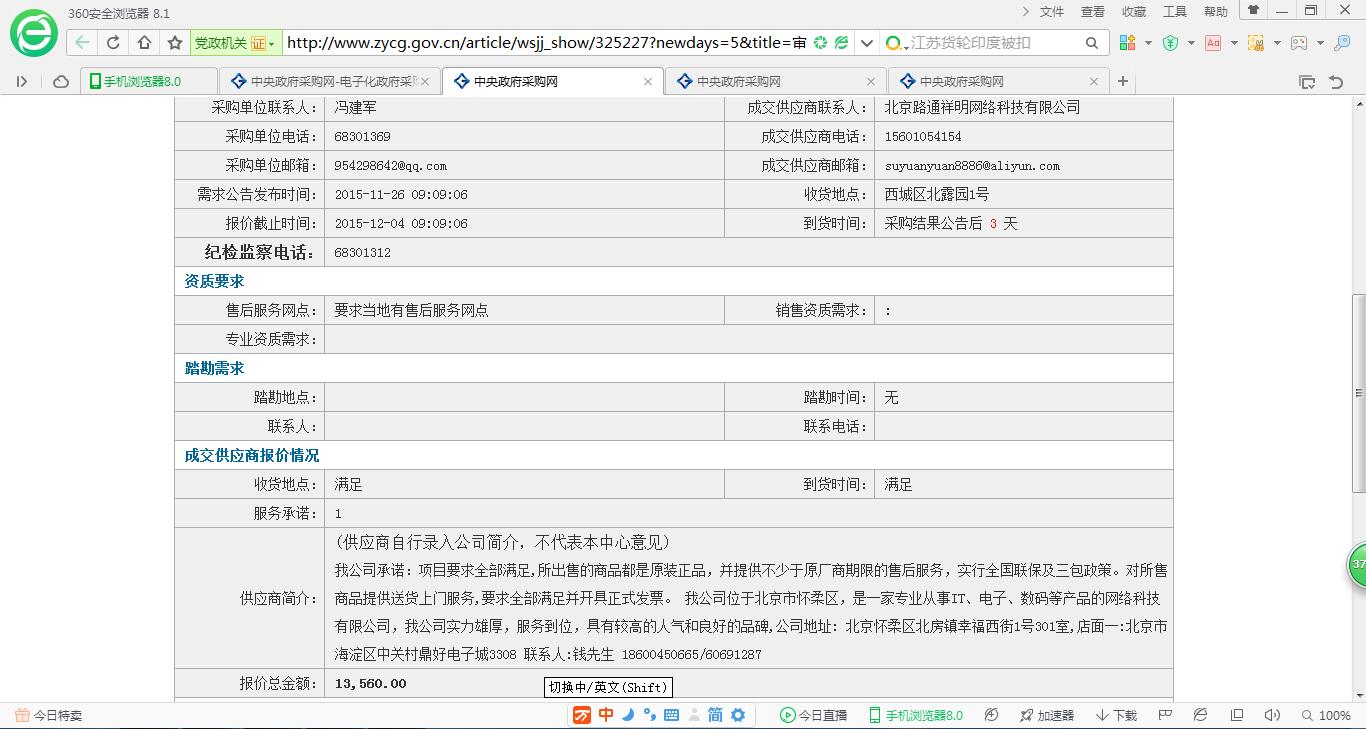 360安全浏览器 8.1
文件 查看 收藏 工具 帮助
党政机关 证 http://www.zycg.gov.cn/article/wsjj_show/325227?newdays=5&title=审 江苏货轮印度被扣
手机浏览器8.0 中央政府采购网-电子化政府采购 中央政府采购网 中央政府采购网 中央政府采购网
采购单位联系人： 冯建军 成交供应商联系人： 北京路通祥明网络科技有限公司
采购单位电话： 68301369 成交供应商电话： 15601054154
采购单位邮箱： 954298642@qq.com 成交供应商邮箱： suyuanyuan8886@aliyun.com
需求公告发布时间： 2015-11-26 09:09:06 收货地点： 西城区北露园1号
报价截止时间： 2015-12-04 09:09:06 到货时间： 采购结果公告后 3 天
纪检监察电话： 68301312
资质要求
售后服务网点： 要求当地有售后服务网点 销售资质需求： ：
专业资质需求：
踏勘需求
踏勘地点： 踏勘时间： 无
联系人： 联系电话：
成交供应商报价情况
收货地点： 满足 到货时间： 满足
服务承诺： 1
（供应商自行录入公司简介，不代表本中心意见）
我公司承诺：项目要求全部满足,所出售的商品都是原装正品，并提供不少于原厂商期限的售后服务，实行全国联保及三包政策。对所售
供应商简介： 商品提供送货上门服务,要求全部满足并开具正式发票。 我公司位于北京市怀柔区，是一家专业从事IT、电子、数码等产品的网络科技
有限公司，我公司实力雄厚，服务到位，具有较高的人气和良好的品碑,公司地址：北京怀柔区北房镇幸福西街1号301室,店面一:北京市
海淀区中关村鼎好电子城3308 联系人:钱先生 18600450665/60691287
报价总金额： 13,560.00
切换中/英文(Shift)
今日特卖 中 简 今日直播 手机浏览器8.0 加速器 下载 100%
37